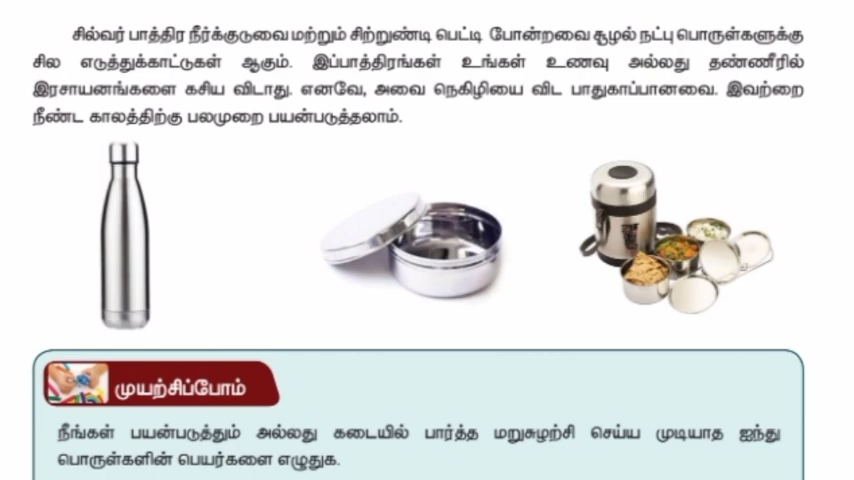 சில்வர் பாத்திர நீர்க்குடுவை மற்றும் சிற்றுண்டி பெட்டி போன்றவை சூழல் நட்பு பொருள்களுக்கு
சில எடுத்துக்காட்டுகள் ஆகும். இப்பாத்திரங்கள் உங்கள் உணவு அல்லது தண்ணீரில்
இரசாயனங்களை கசிய விடாது. எனவே, அவை நெகிழியை விட பாதுகாப்பானவை. இவற்றை
நீண்ட காலத்திற்கு பலமுறை பயன்படுத்தலாம்.
முயற்சிப்போம்
நீங்கள் பயன்படுத்தும் அல்லது கடையில் பார்த்த மறுசுழற்சி செய்ய முடியாத ஐந்து
பொருள்களின் பெயர்களை எழுதுக.